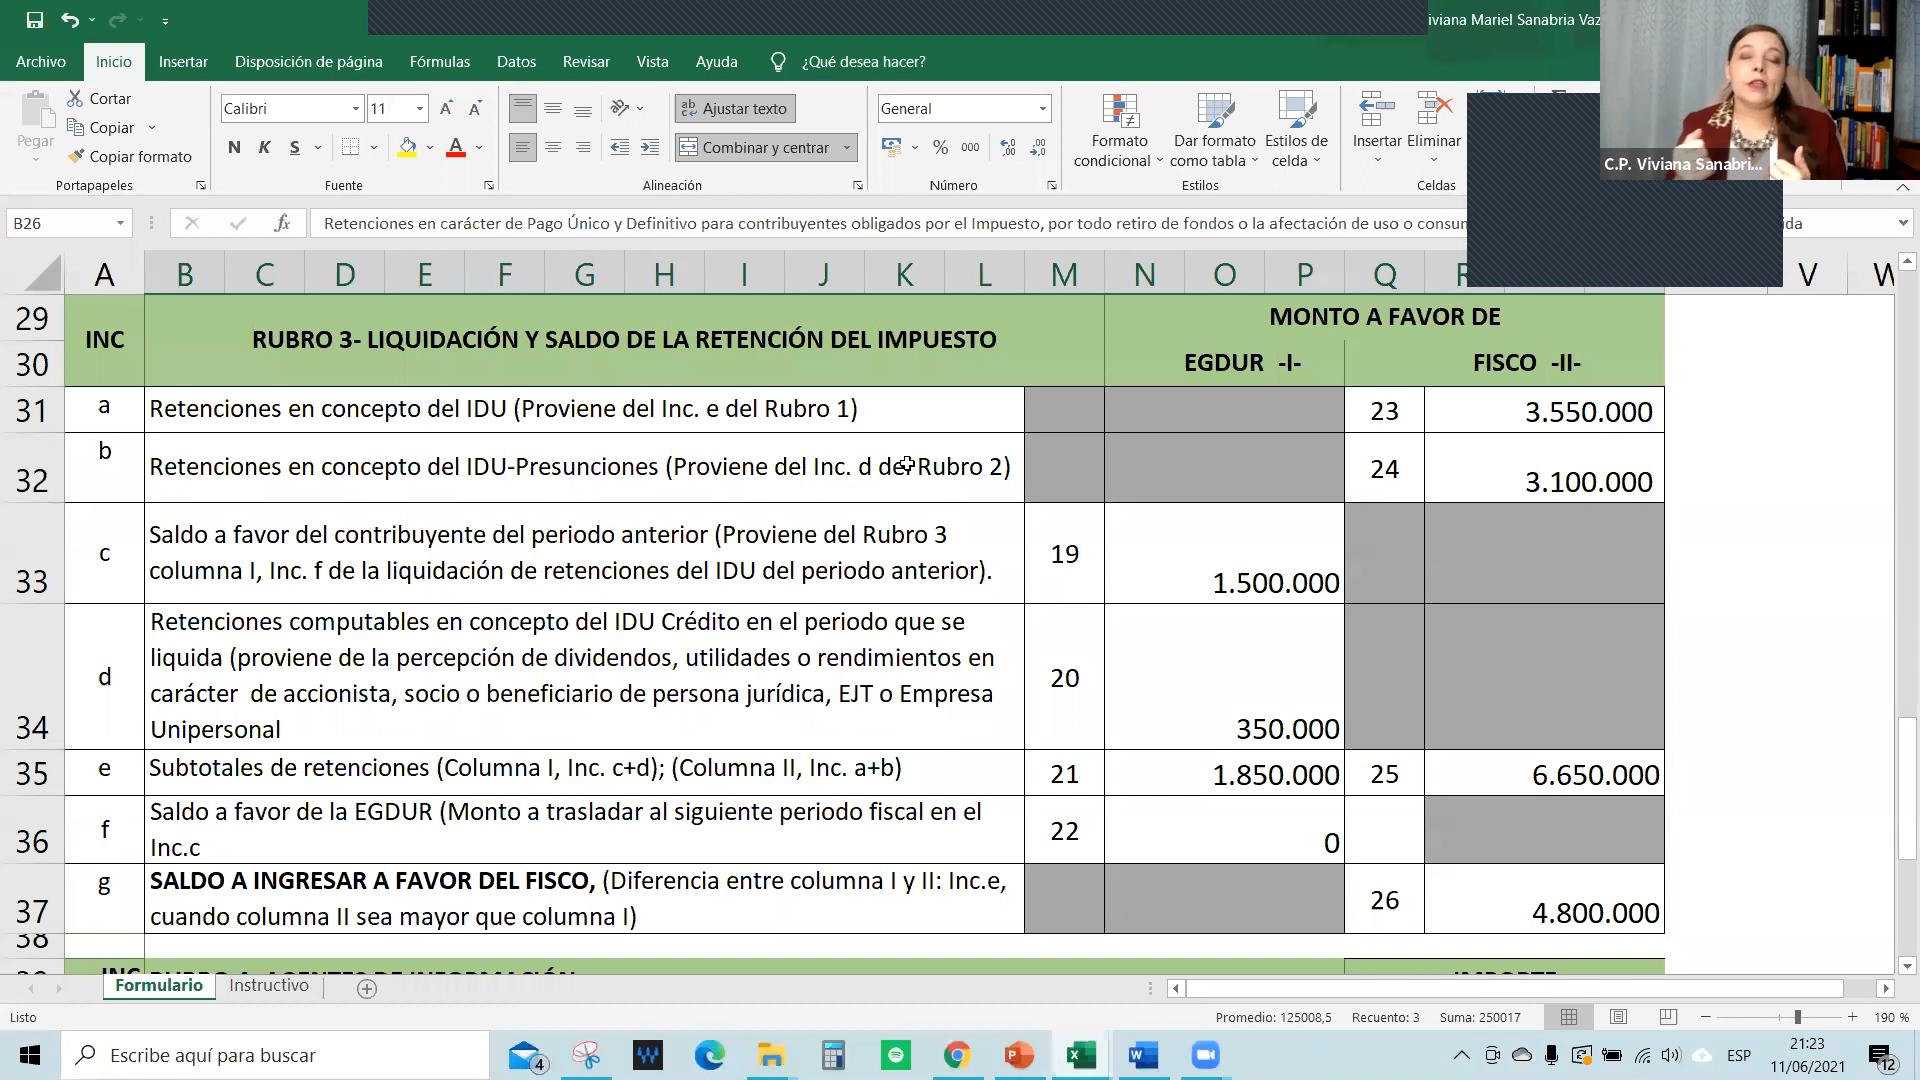 iviana Mariel Sanabria Vaz
Archivo Inicio Insertar Disposición de página Fórmulas Datos Revisar Vista Ayuda ¿Qué desea hacer?
Pegar
Cortar
Copiar
Copiar formato
Portapapeles
Calibri 11
N K S
Fuente
Ajustar texto
Combinar y centrar
Alineación
General
% 000
Número
Formato condicional
Dar formato como tabla
Estilos de celda
Estilos
Insertar Eliminar
Celdas
C.P. Viviana Sanabri...
B26 fx Retenciones en carácter de Pago Único y Definitivo para contribuyentes obligados por el Impuesto, por todo retiro de fondos o la afectación de uso o consun
A B C D E F G H I J K L M N O P Q R V W
29 INC RUBRO 3- LIQUIDACIÓN Y SALDO DE LA RETENCIÓN DEL IMPUESTO MONTO A FAVOR DE
30 EGDUR -I- FISCO -II-
31 a Retenciones en concepto del IDU (Proviene del Inc. e del Rubro 1) 23 3.550.000
32 b Retenciones en concepto del IDU-Presunciones (Proviene del Inc. d del Rubro 2) 24 3.100.000
33 c Saldo a favor del contribuyente del periodo anterior (Proviene del Rubro 3
columna I, Inc. f de la liquidación de retenciones del IDU del periodo anterior). 19 1.500.000
34 d Retenciones computables en concepto del IDU Crédito en el periodo que se
liquida (proviene de la percepción de dividendos, utilidades o rendimientos en
carácter de accionista, socio o beneficiario de persona jurídica, EJT o Empresa
Unipersonal 20 350.000
35 e Subtotales de retenciones (Columna I, Inc. c+d); (Columna II, Inc. a+b) 21 1.850.000 25 6.650.000
36 f Saldo a favor de la EGDUR (Monto a trasladar al siguiente periodo fiscal en el
Inc.c 22 0
37 g SALDO A INGRESAR A FAVOR DEL FISCO, (Diferencia entre columna I y II: Inc.e,
cuando columna II sea mayor que columna I) 26 4.800.000
38
INC RUBRO 4- AGENTES DE INFORMACIÓN IMPORTE
Formulario Instructivo
Listo Promedio: 125008,5 Recuento: 3 Suma: 250017 190 %
Escribe aquí para buscar
4
ESP
21:23
11/06/2021
12